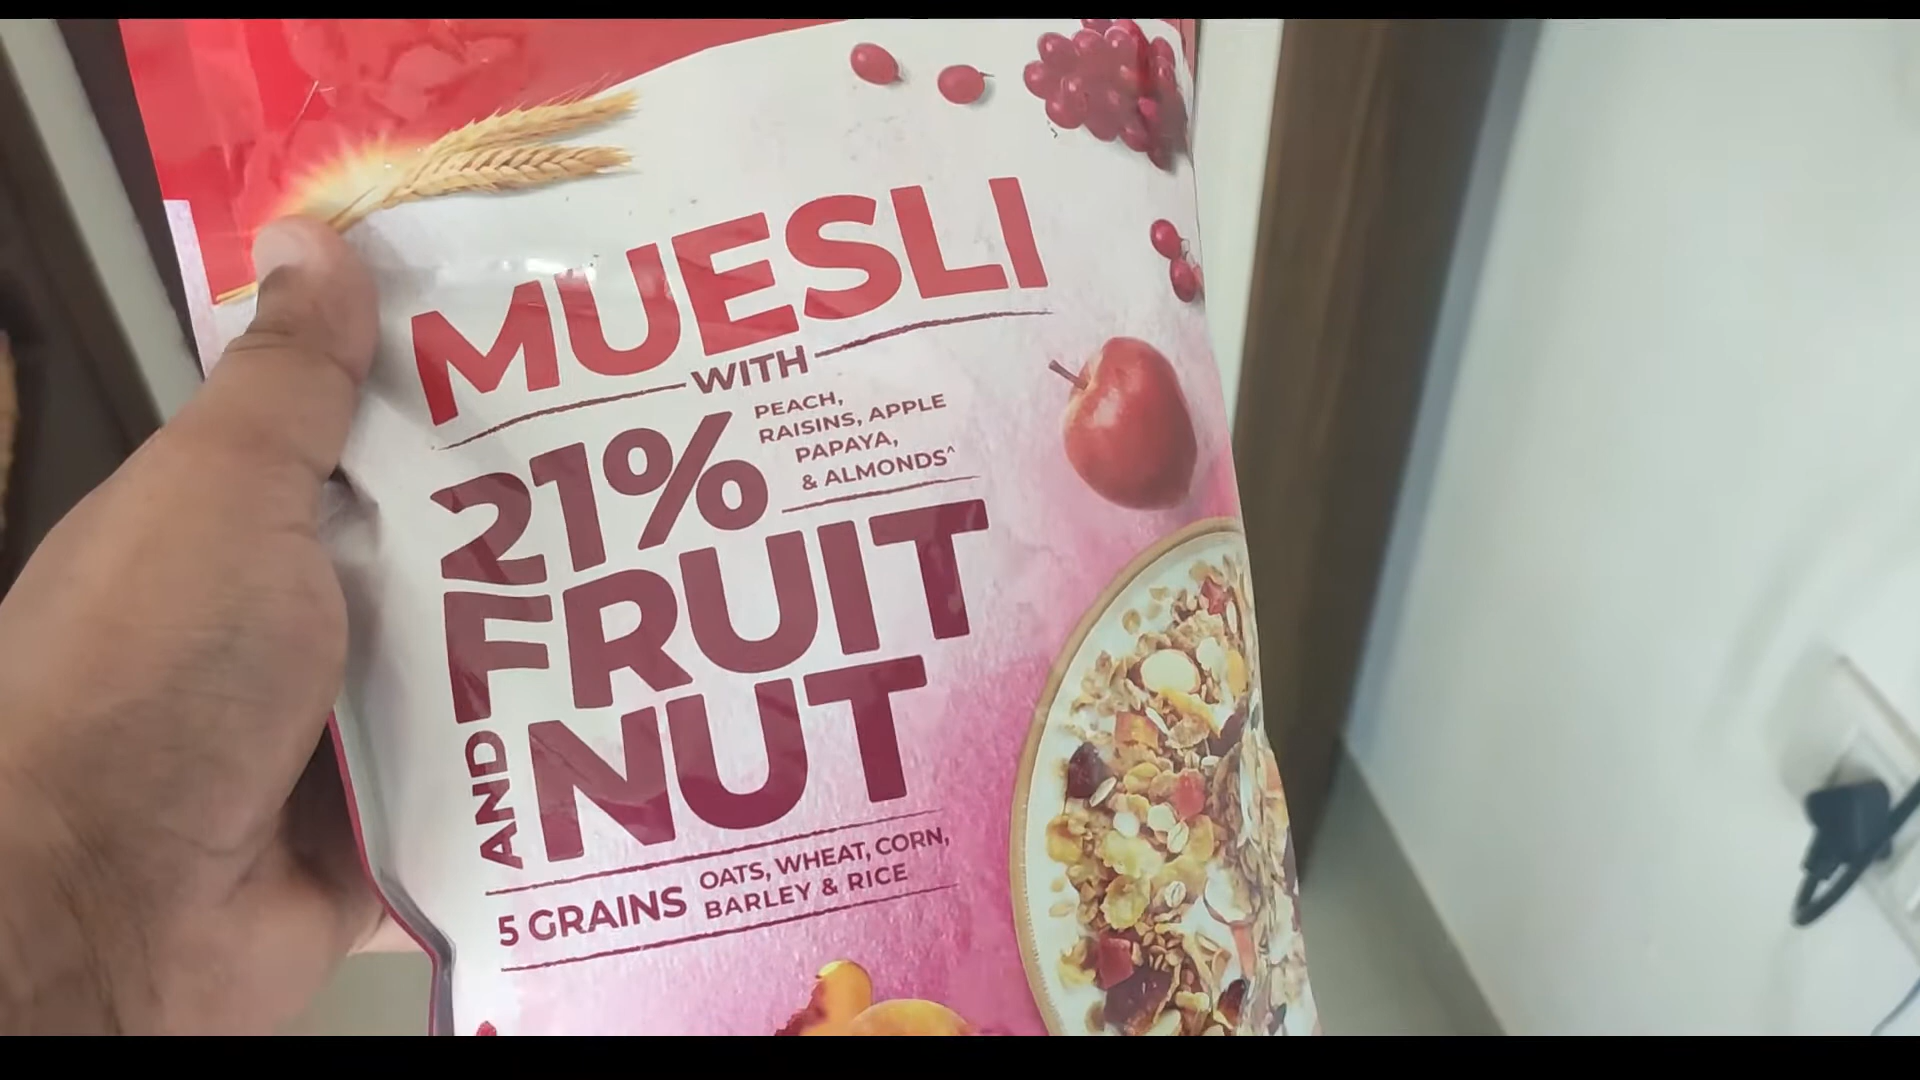 MUESLI
WITH
21%
PEACH,
RAISINS, APPLE
PAPAYA,
& ALMONDS^
FRUIT
AND NUT
5 GRAINS
OATS, WHEAT, CORN,
BARLEY & RICE